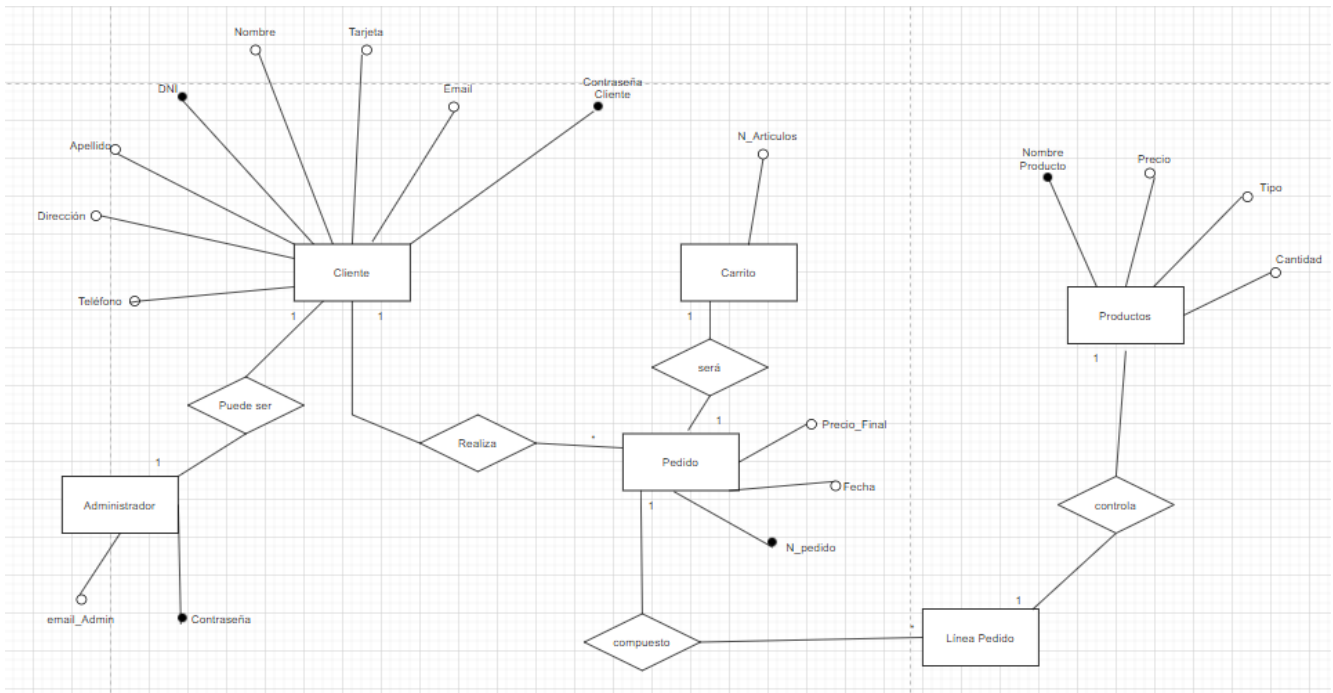 Nombre
Tarjeta
DNI
Email
Contraseña
Cliente
Apellido
N_Articulos
Nombre
Producto
Precio
Tipo
Dirección
Cantidad
Cliente
Carrito
Teléfono
Productos
1
1
1
1
será
Puede ser
1
Precio_Final
*
Realiza
1
Pedido
Fecha
Administrador
1
controla
N_pedido
1
email_Admin
Contraseña
*
compuesto
Línea Pedido